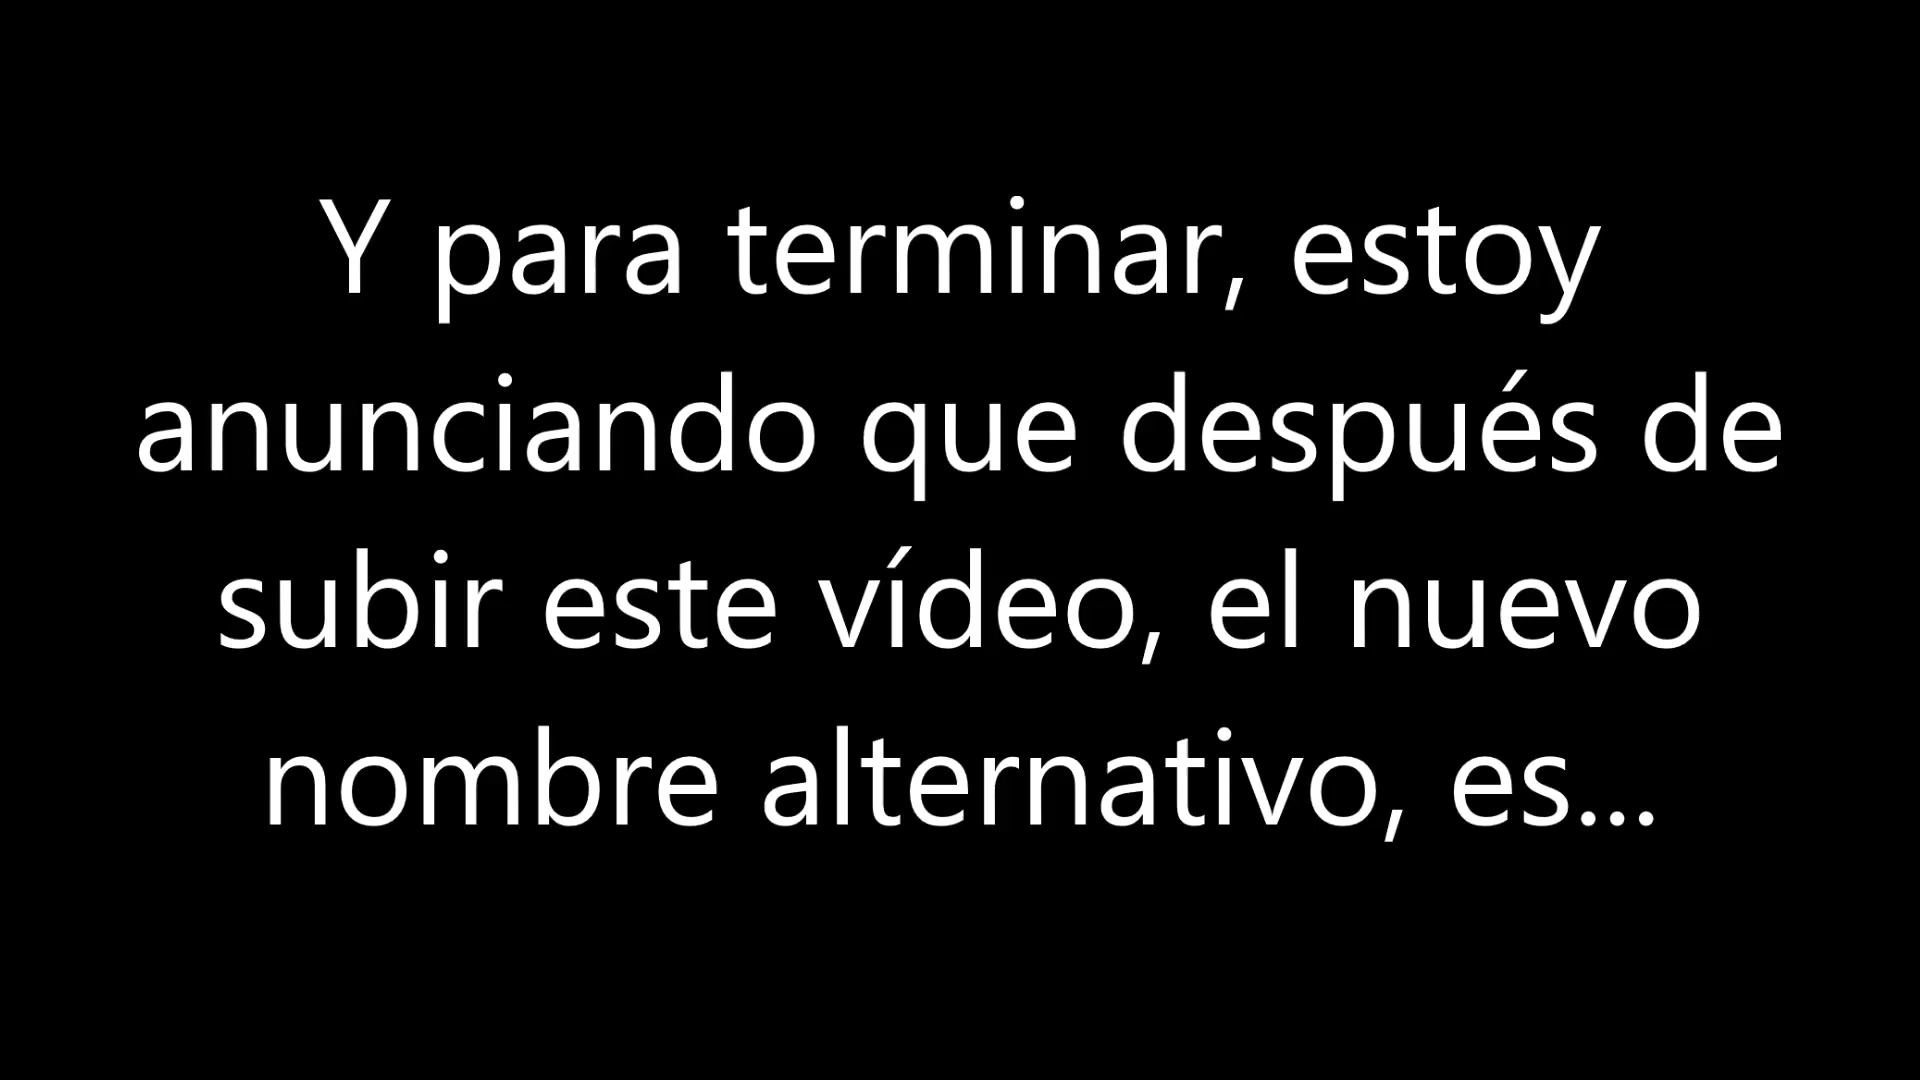 Y para terminar, estoy
anunciando que después de
subir este vídeo, el nuevo
nombre alternativo, es...